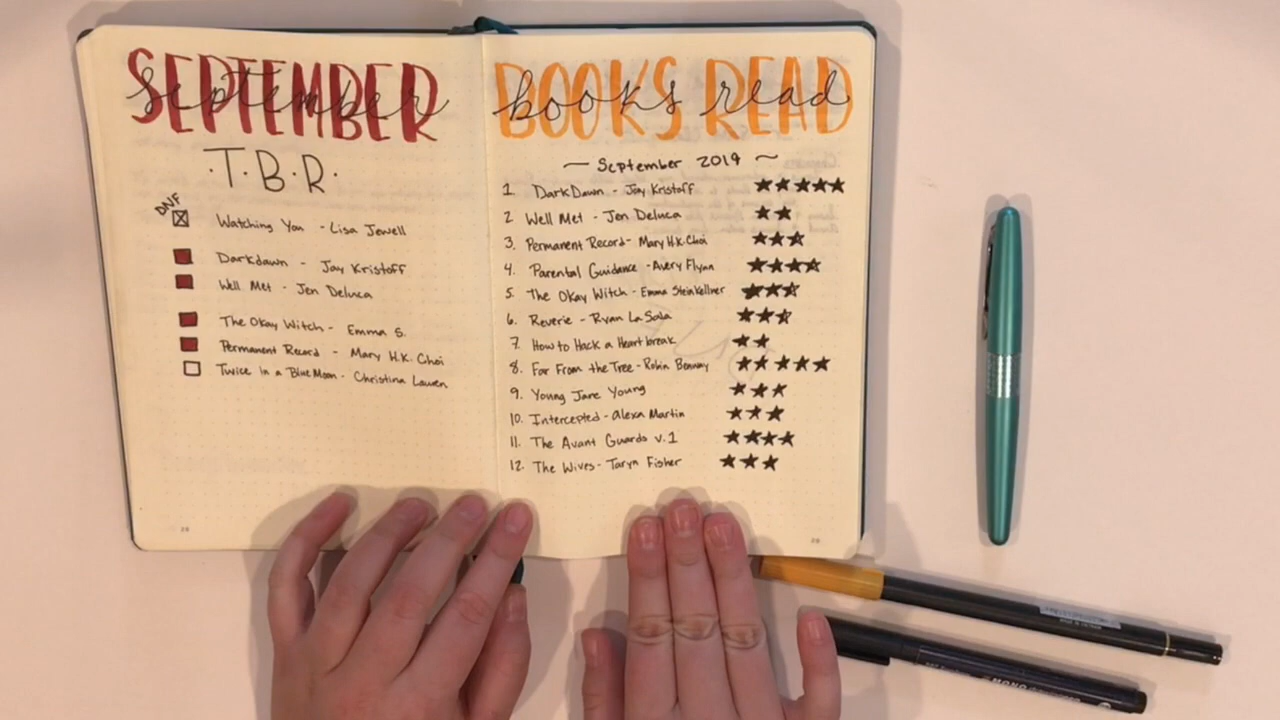 SEPTEMBER
september
·T·B·R·
DNF
Watching You - Lisa Jewell
Darkdawn - Jay Kristoff
Well Met - Jen Deluca
The Okay Witch - Emma S.
Permanent Record - Mary H.K. Choi
Twice in a Blue Moon - Christina Lauren
28
BOOKS READ
books read
~ September 2019 ~
1. DarkDawn - Jay Kristoff ★★★★★
2 Well Met - Jen Deluca ★★
3. Permanent Record - Mary H.K. Choi ★★★
4. Parental Guidance - Avery Flynn ★★★★
5. The Okay Witch - Emma Steinkellner ★★★
6. Reverie - Ryan La Sala ★★★
7. How to Hack a Heartbreak ★★
8. Far From the Tree - Robin Benway ★★★★★
9. Young Jane Young ★★★
10. Intercepted - Alexa Martin ★★★
11. The Avant Guards v.1 ★★★★
12. The Wives - Taryn Fisher ★★★
29
MONO